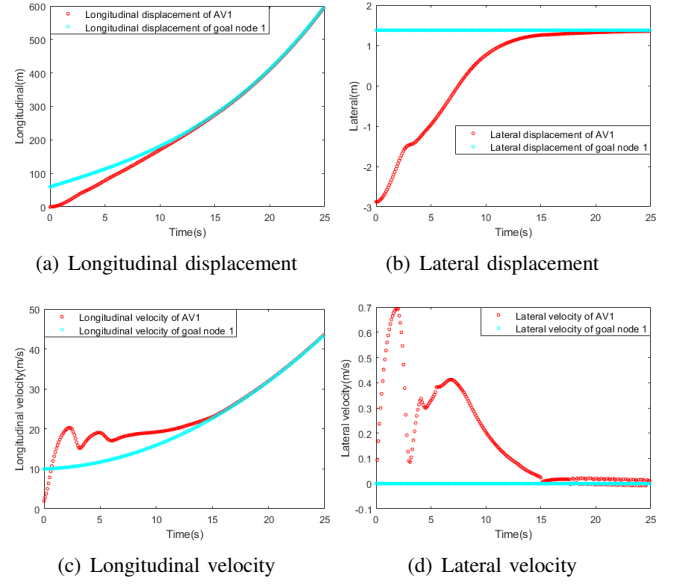 600
500
400
300
200
100
0
Longitudinal(m)
Longitudinal displacement of AV1
Longitudinal displacement of goal node 1
0 5 10 15 20 25
Time(s)
(a) Longitudinal displacement
2
1
0
-1
-2
-3
Lateral(m)
Lateral displacement of AV1
Lateral displacement of goal node 1
0 5 10 15 20 25
Time(s)
(b) Lateral displacement
50
40
30
20
10
0
Longitudinal velocity(m/s)
Longitudinal velocity of AV1
Longitudinal velocity of goal node 1
0 5 10 15 20 25
Time(s)
(c) Longitudinal velocity
0.7
0.6
0.5
0.4
0.3
0.2
0.1
0
-0.1
Lateral velocity(m/s)
Lateral velocity of AV1
Lateral velocity of goal node 1
0 5 10 15 20 25
Time(s)
(d) Lateral velocity